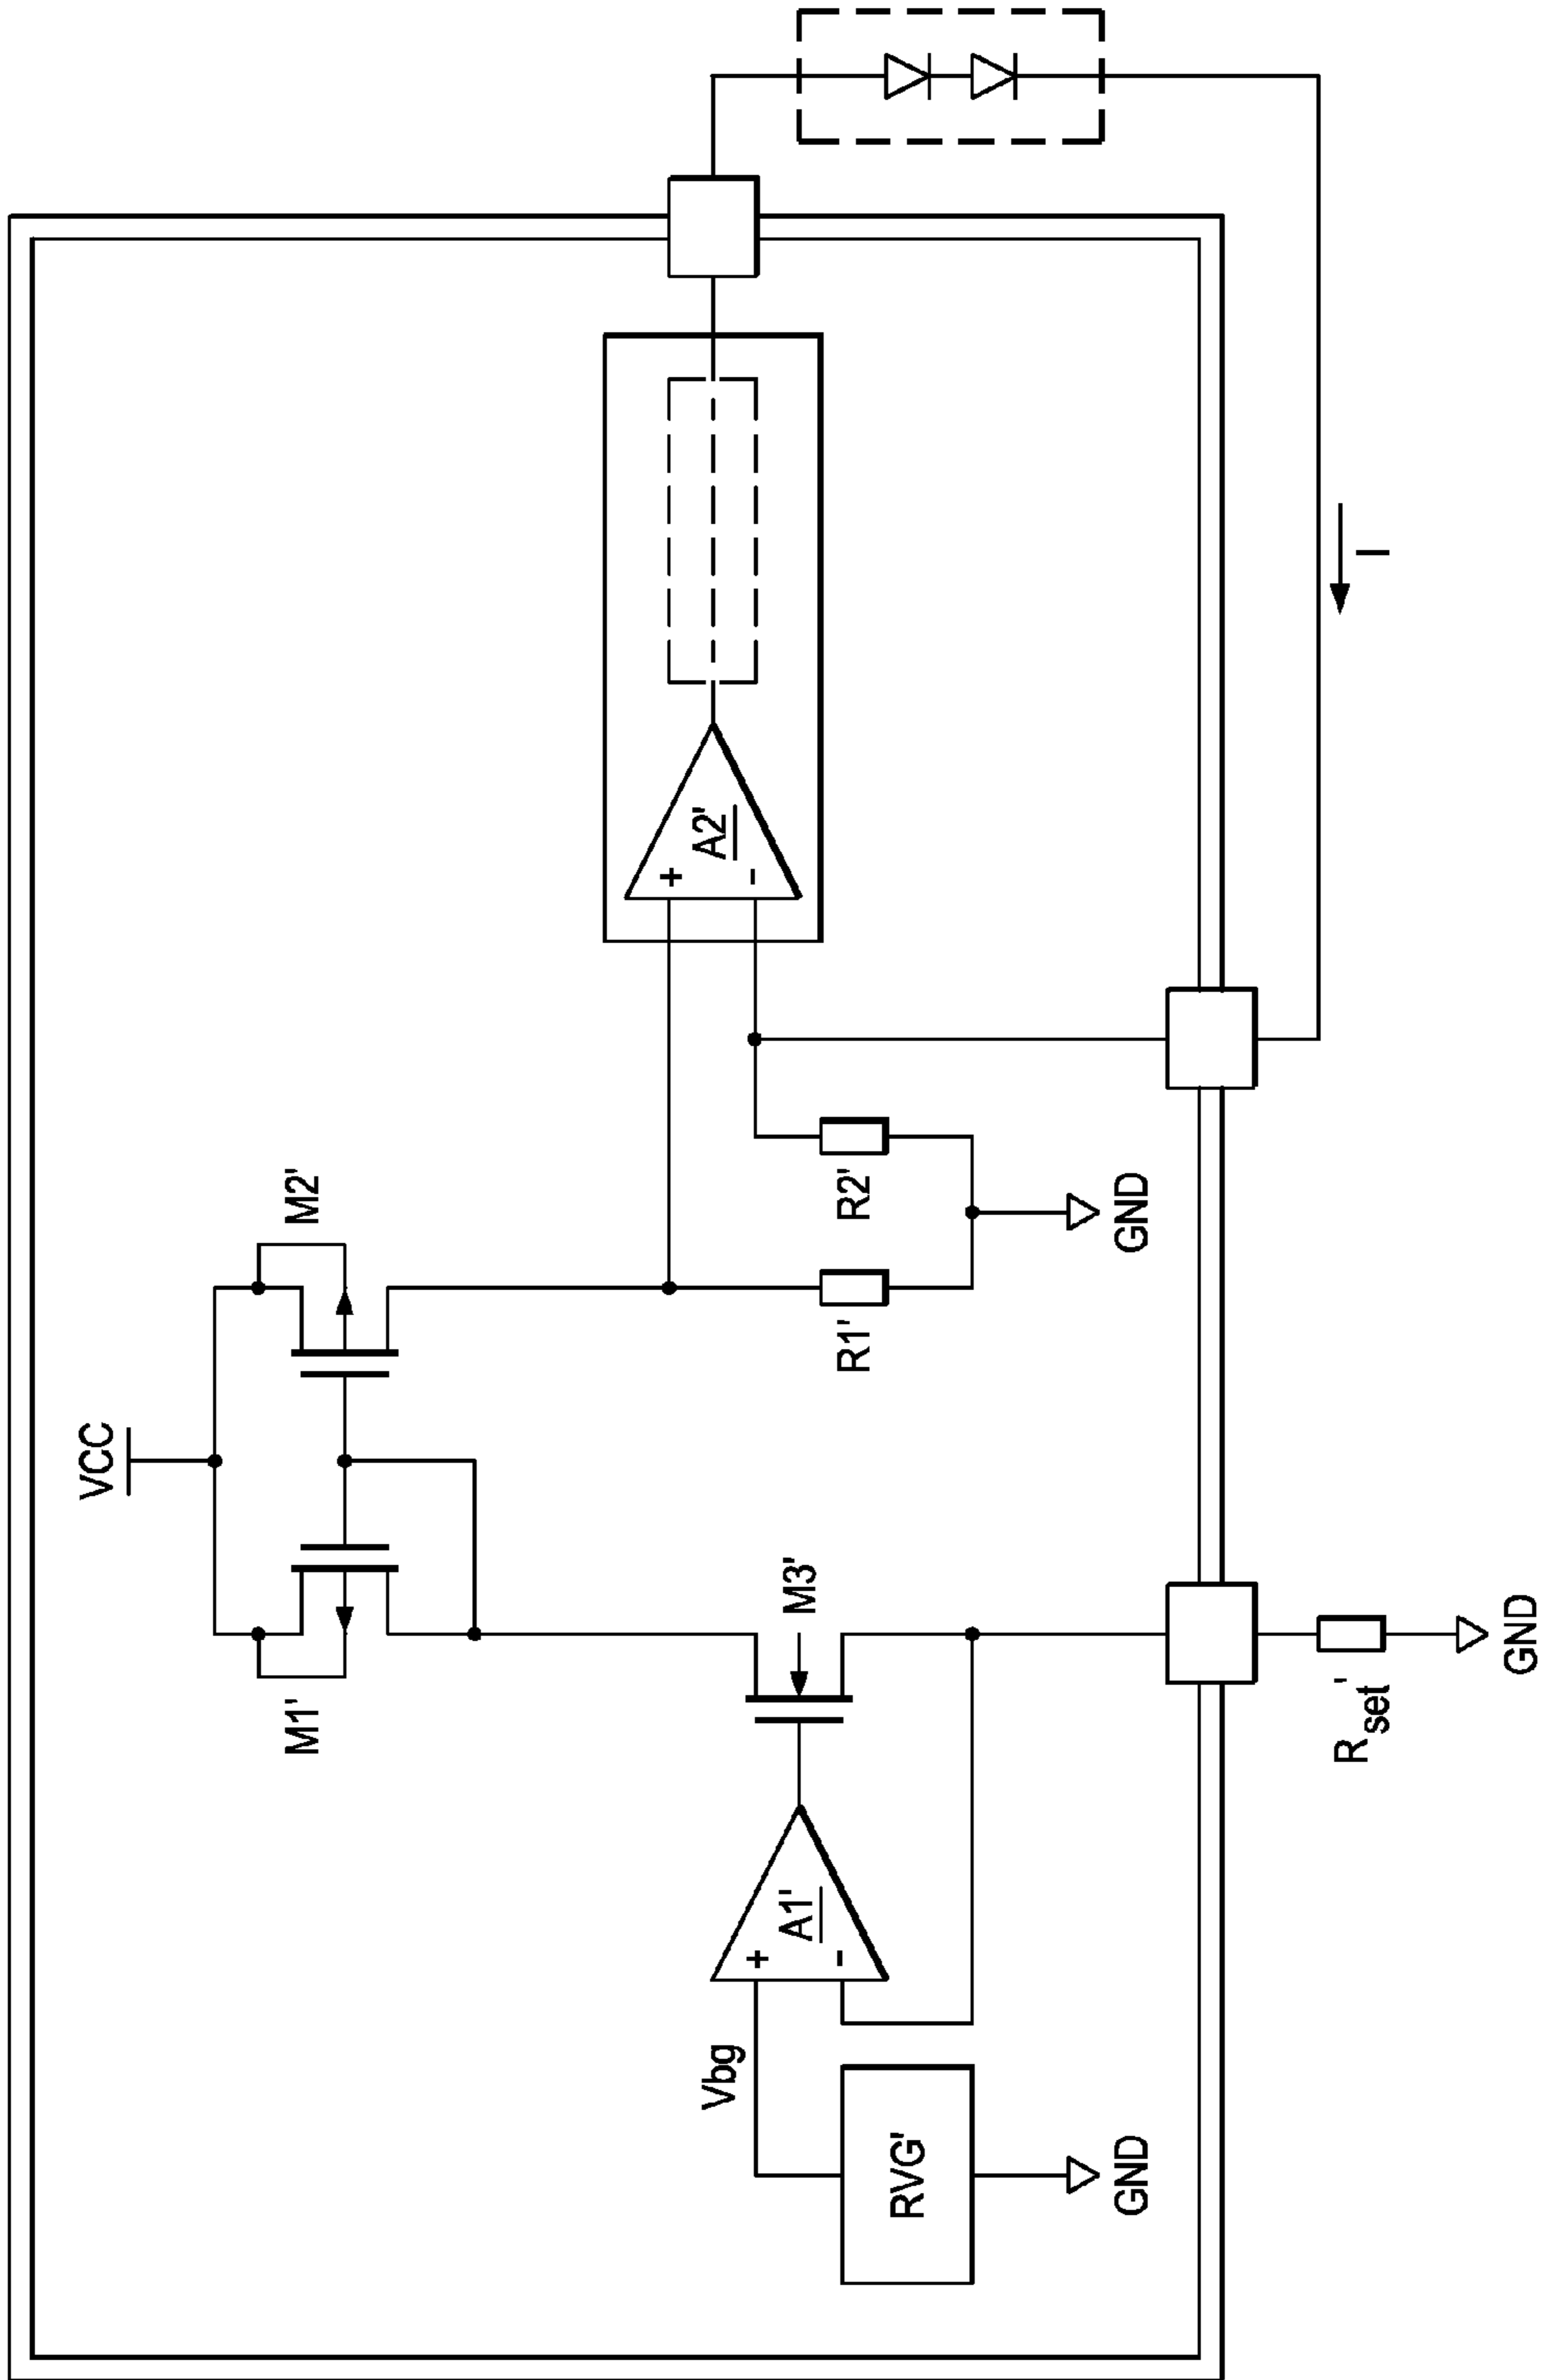 VCC
M1'
M2'
Vbg
+
-
A1'
M3'
+
-
A2'
RVG'
R1'
R2'
GND
GND
R set '
GND
I